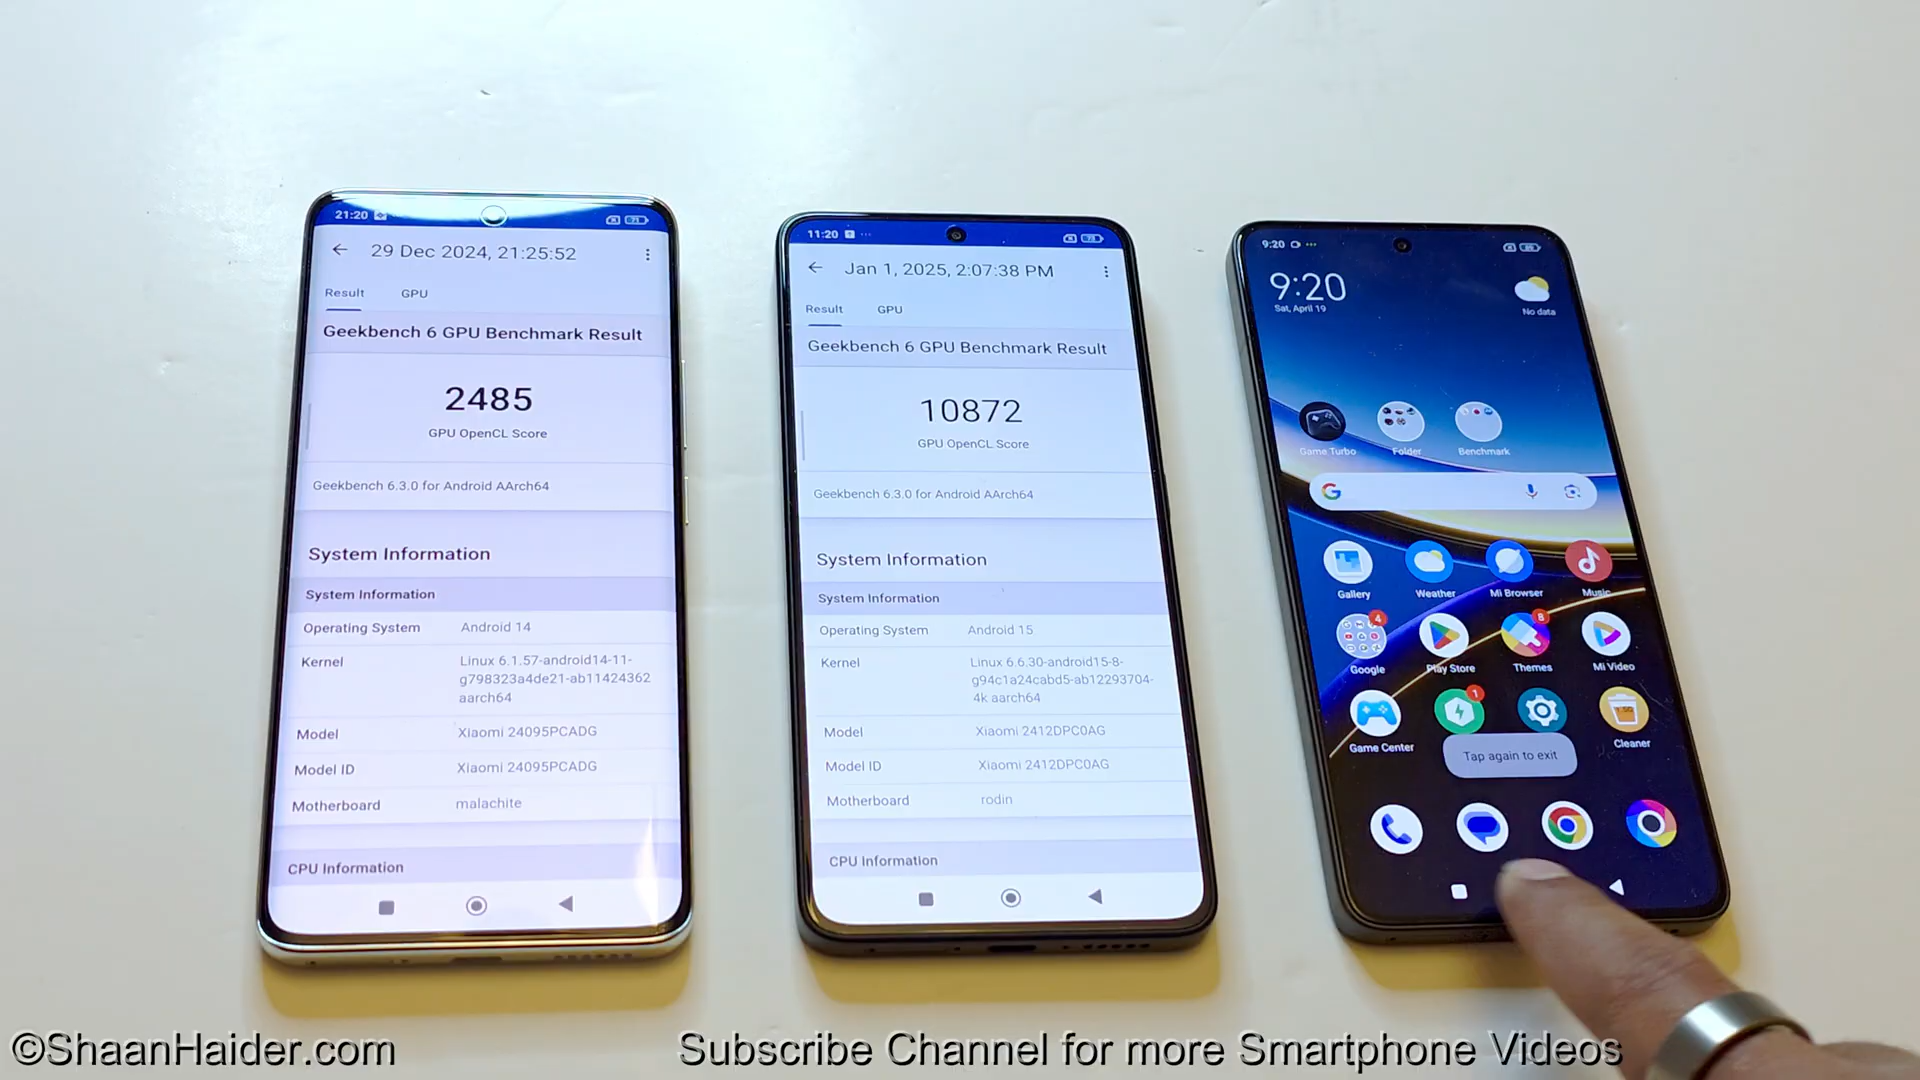 21:20
71
29 Dec 2024, 21:25:52
Result
GPU
Geekbench 6 GPU Benchmark Result
2485
GPU OpenCL Score
Geekbench 6.3.0 for Android AArch64
System Information
System Information
Operating System
Android 14
Kernel
Linux 6.1.57-android14-11-
g798323a4de21-ab11424362
aarch64
Model
Xiaomi 24095PCADG
Model ID
Xiaomi 24095PCADG
Motherboard
malachite
CPU Information
11:20
Jan 1, 2025, 2:07:38 PM
Result
GPU
Geekbench 6 GPU Benchmark Result
10872
GPU OpenCL Score
Geekbench 6.3.0 for Android AArch64
System Information
System Information
Operating System
Android 15
Kernel
Linux 6.6.30-android15-8-
g94c1a24cabd5-ab12293704-
4k aarch64
Model
Xiaomi 2412DPC0AG
Model ID
Xiaomi 2412DPC0AG
Motherboard
rodin
CPU Information
9:20
9:20
Sat, April 19
No data
Game Turbo
Folder
Benchmark
Gallery
Weather
Mi Browser
Music
4
8
Google
Play Store
Themes
Mi Video
1
Game Center
Cleaner
Tap again to exit
©ShaanHaider.com
Subscribe Channel for more Smartphone Videos